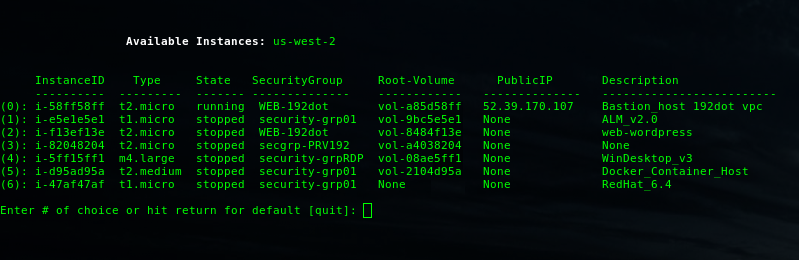 Available Instances: us-west-2
InstanceID Type State SecurityGroup Root-Volume PublicIP Description
---------- --------- ------- -------------- ------------ -------------- -------------------------
(0): i-58ff58ff t2.micro running WEB-192dot vol-a85d58ff 52.39.170.107 Bastion_host 192dot vpc
(1): i-e5e1e5e1 t1.micro stopped security-grp01 vol-9bc5e5e1 None ALM_v2.0
(2): i-f13ef13e t2.micro stopped WEB-192dot vol-8484f13e None web-wordpress
(3): i-82048204 t2.micro stopped secgrp-PRV192 vol-a4038204 None None
(4): i-5ff15ff1 m4.large stopped security-grpRDP vol-08ae5ff1 None WinDesktop_v3
(5): i-d95ad95a t2.medium stopped security-grp01 vol-2104d95a None Docker_Container_Host
(6): i-47af47af t1.micro stopped security-grp01 None None RedHat_6.4
Enter # of choice or hit return for default [quit]: